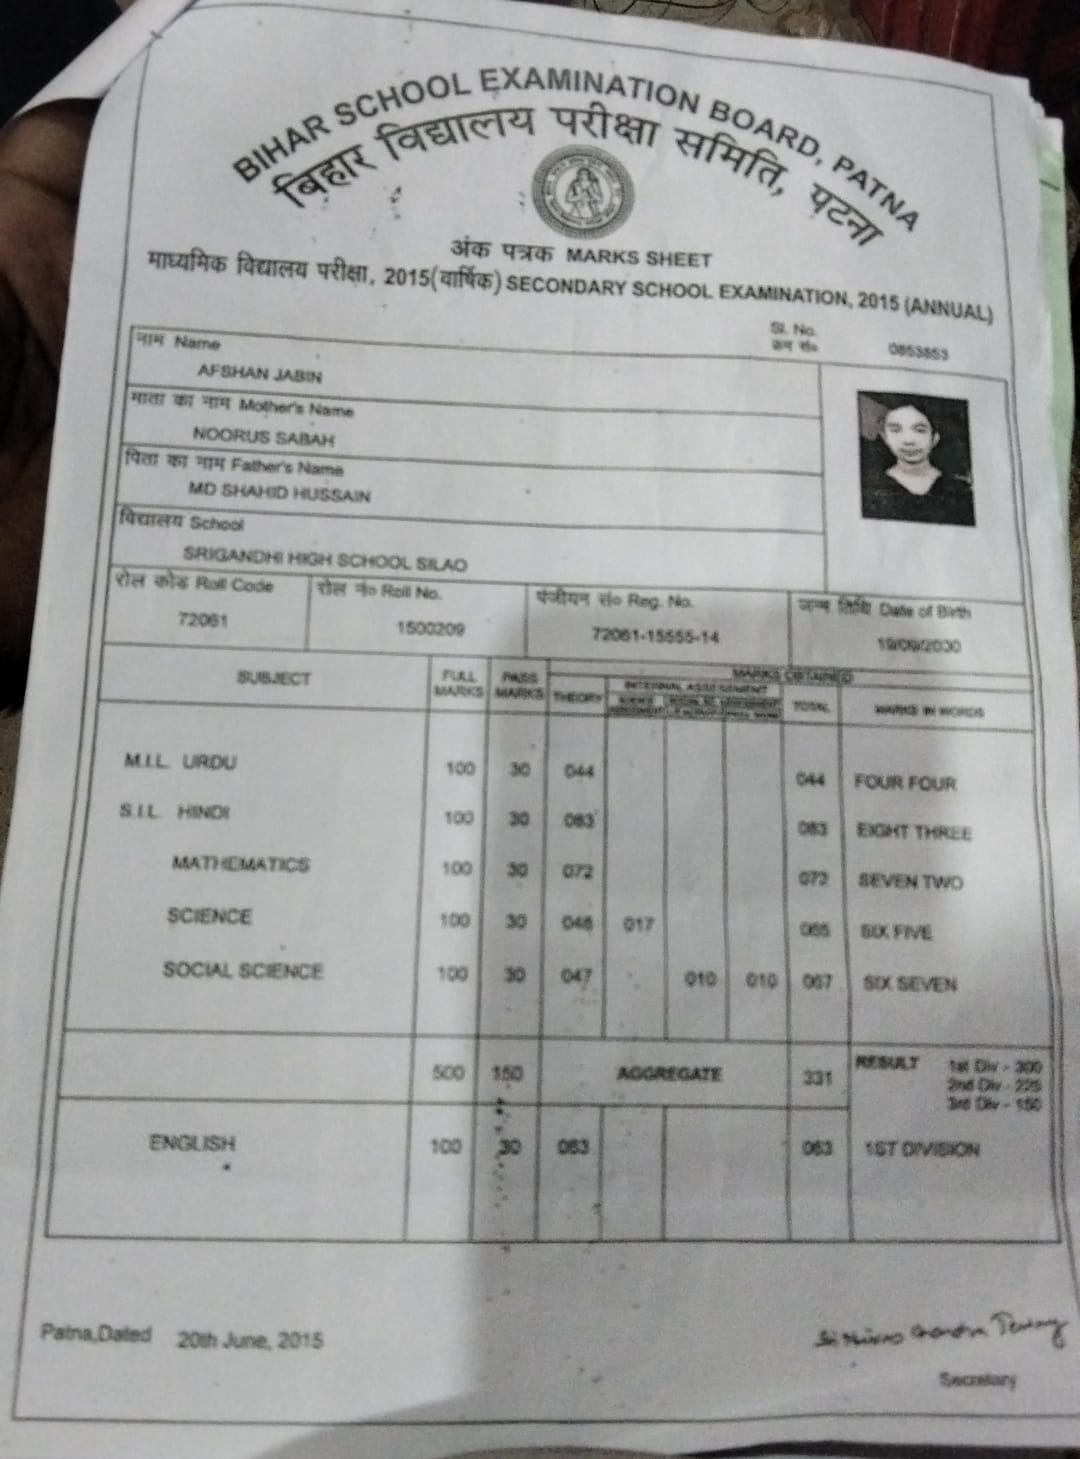 BIHAR SCHOOL EXAMINATION BOARD, PATNA
बिहार विद्यालय परीक्षा समिति, पटना
अंक पत्रक MARKS SHEET
माध्यमिक विद्यालय परीक्षा, 2015(वार्षिक) SECONDARY SCHOOL EXAMINATION, 2015 (ANNUAL)
Sl. No.
क्रम सं० 0853853
नाम Name
AFSHAN JABIN
माता का नाम Mother's Name
NOORUS SABAH
पिता का नाम Father's Name
MD SHAHID HUSSAIN
विद्यालय School
SRIGANDHI HIGH SCHOOL SILAO
रोल कोड Roll Code रोल नं० Roll No. पंजीयन सं० Reg. No. जन्म तिथि Date of Birth
72061 1500209 72061-15555-14 19/09/2000
MARKS OBTAINED
SUBJECT FULL MARKS PASS MARKS THEORY INTERNAL ASSESSMENT TOTAL MARKS IN WORDS
M.I.L. URDU 100 30 044 044 FOUR FOUR
S.I.L. HINDI 100 30 083 083 EIGHT THREE
MATHEMATICS 100 30 072 072 SEVEN TWO
SCIENCE 100 30 048 017 065 SIX FIVE
SOCIAL SCIENCE 100 30 047 010 010 067 SIX SEVEN
500 150 AGGREGATE 331 RESULT 1st Div - 300
2nd Div - 225
3rd Div - 150
ENGLISH 100 30 063 063 1ST DIVISION
Patna,Dated 20th June, 2015
Secretary